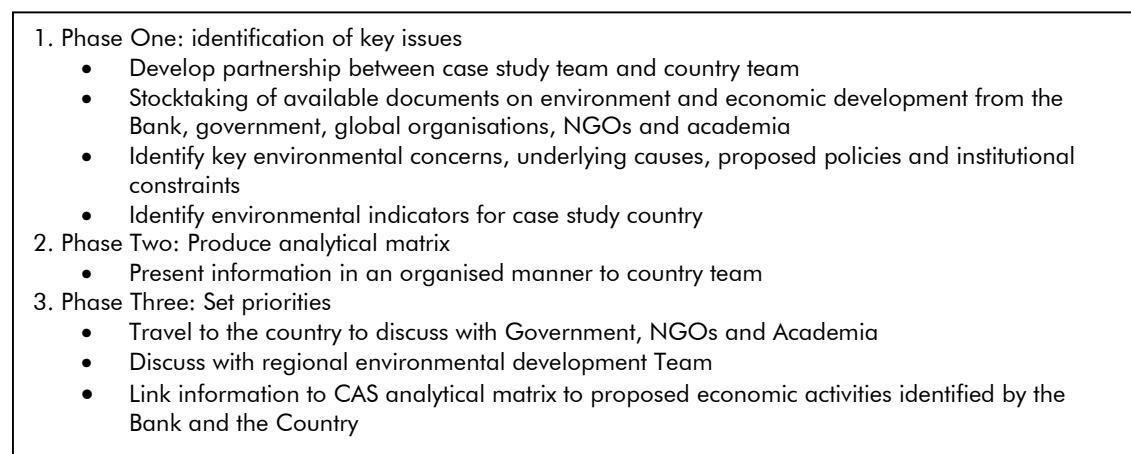 1. Phase One: identification of key issues
• Develop partnership between case study team and country team
• Stocktaking of available documents on environment and economic development from the
Bank, government, global organisations, NGOs and academia
• Identify key environmental concerns, underlying causes, proposed policies and institutional
constraints
• Identify environmental indicators for case study country
2. Phase Two: Produce analytical matrix
• Present information in an organised manner to country team
3. Phase Three: Set priorities
• Travel to the country to discuss with Government, NGOs and Academia
• Discuss with regional environmental development Team
• Link information to CAS analytical matrix to proposed economic activities identified by the
Bank and the Country